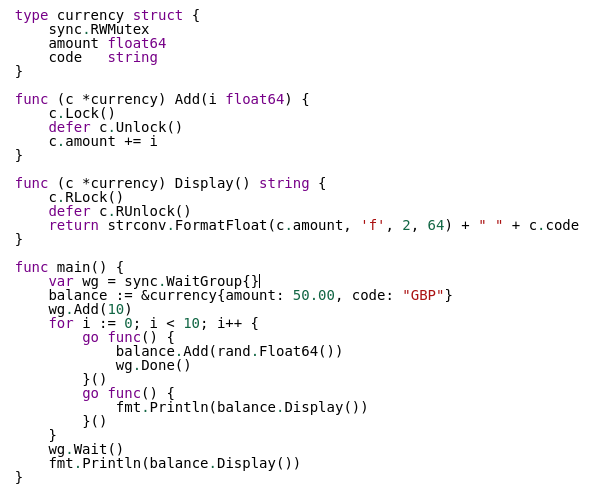 type currency struct {
    sync.RWMutex
    amount float64
    code   string
}

func (c *currency) Add(i float64) {
    c.Lock()
    defer c.Unlock()
    c.amount += i
}

func (c *currency) Display() string {
    c.RLock()
    defer c.RUnlock()
    return strconv.FormatFloat(c.amount, 'f', 2, 64) + " " + c.code
}

func main() {
    var wg = sync.WaitGroup{}
    balance := &currency{amount: 50.00, code: "GBP"}
    wg.Add(10)
    for i := 0; i < 10; i++ {
        go func() {
            balance.Add(rand.Float64())
            wg.Done()
        }()
        go func() {
            fmt.Println(balance.Display())
        }()
    }
    wg.Wait()
    fmt.Println(balance.Display())
}